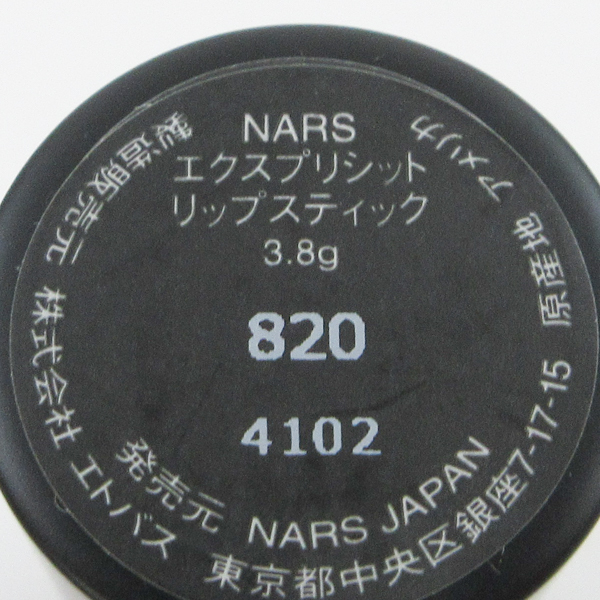 NARS
エクスプリシット
リップスティック
3.8g
820
4102
発売元 NARS JAPAN
製造販売元 株式会社 エトバス 東京都中央区銀座7-17-15 原産地 アメリカ